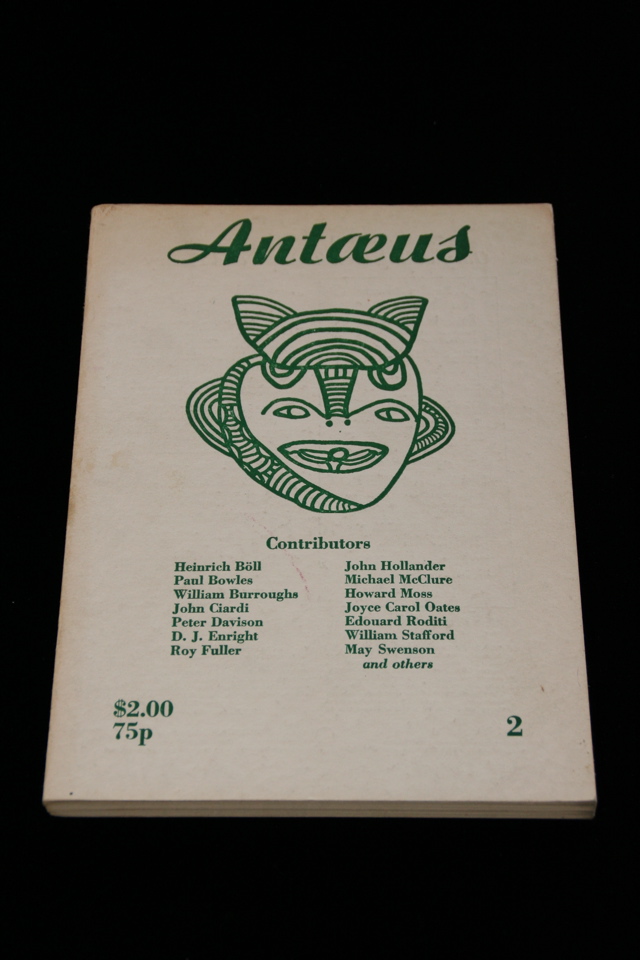 Antæus
Contributors
Heinrich Böll
Paul Bowles
William Burroughs
John Ciardi
Peter Davison
D. J. Enright
Roy Fuller
John Hollander
Michael McClure
Howard Moss
Joyce Carol Oates
Edouard Roditi
William Stafford
May Swenson
and others
$2.00
75p
2